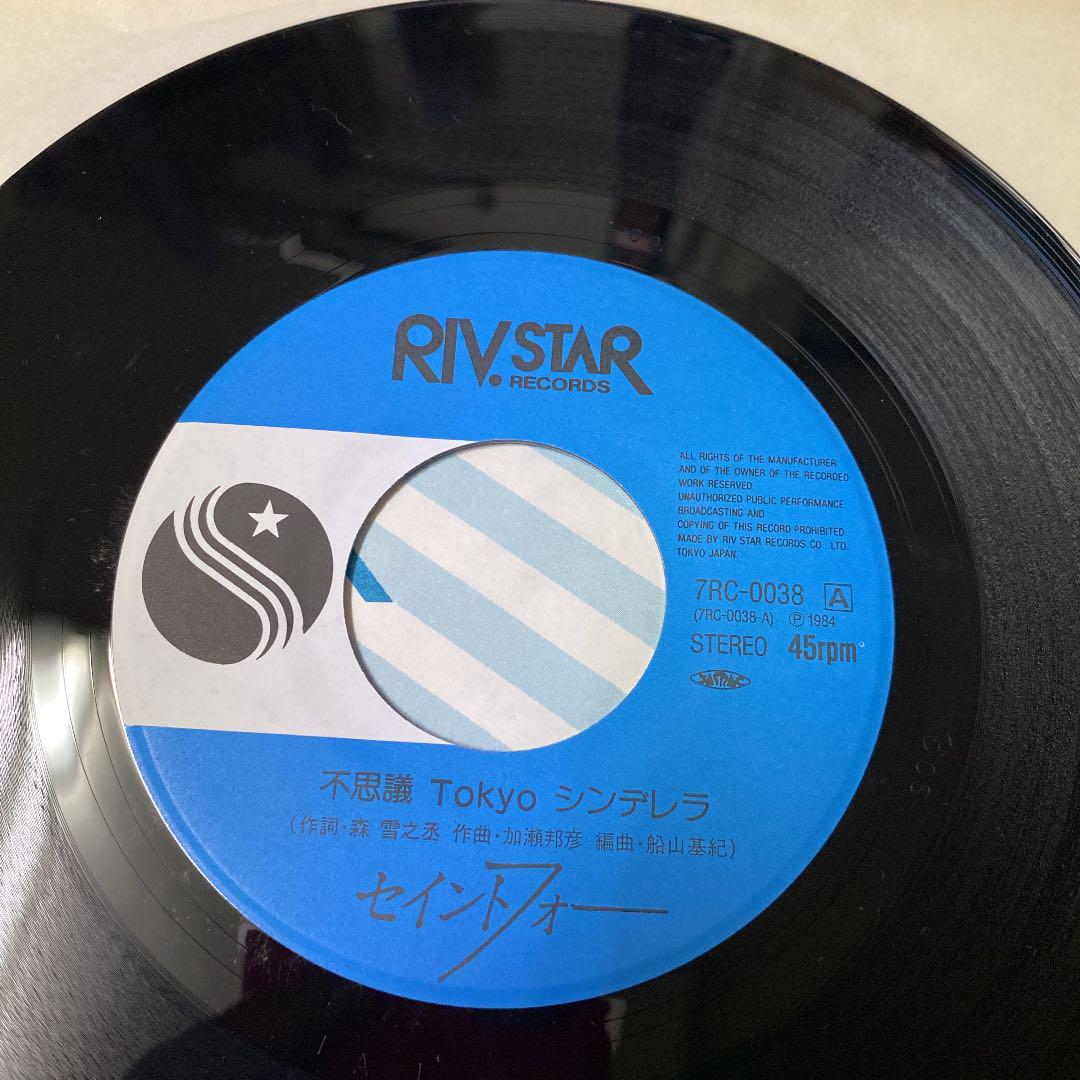 RIV. STAR
RECORDS
ALL RIGHTS OF THE MANUFACTURER
AND OF THE OWNER OF THE RECORDED
WORK RESERVED
UNAUTHORIZED PUBLIC PERFORMANCE
BROADCASTING AND
COPYING OF THIS RECORD PROHIBITED
MADE BY RIV STAR RECORDS CO., LTD.
TOKYO JAPAN.
7RC-0038 A
(7RC-0038-A) Ⓟ 1984
STEREO 45rpm
JASRAC
不思議 Tokyo シンデレラ
(作詞・森 雪之丞 作曲・加瀬邦彦 編曲・船山基紀)
セイントフォー